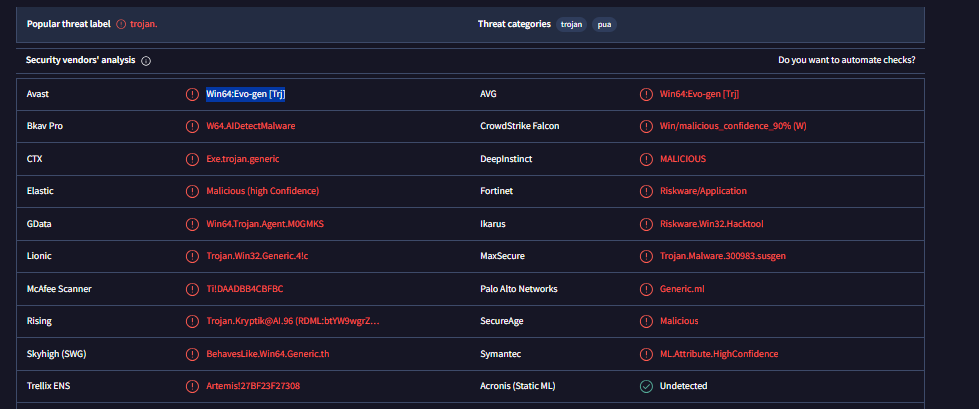 Popular threat label trojan. Threat categories trojan pua
Security vendors' analysis Do you want to automate checks?
Avast Win64:Evo-gen [Trj] AVG Win64:Evo-gen [Trj]
Bkav Pro W64.AIDetectMalware CrowdStrike Falcon Win/malicious_confidence_90% (W)
CTX Exe.trojan.generic DeepInstinct MALICIOUS
Elastic Malicious (high Confidence) Fortinet Riskware/Application
GData Win64.Trojan.Agent.M0GMKS Ikarus Riskware.Win32.Hacktool
Lionic Trojan.Win32.Generic.4!c MaxSecure Trojan.Malware.300983.susgen
McAfee Scanner Ti!DAADBB4CBFBC Palo Alto Networks Generic.ml
Rising Trojan.Kryptik@AI.96 (RDML:btYW9wgrZ... SecureAge Malicious
Skyhigh (SWG) BehavesLike.Win64.Generic.th Symantec ML.Attribute.HighConfidence
Trellix ENS Artemis!27BF23F27308 Acronis (Static ML) Undetected